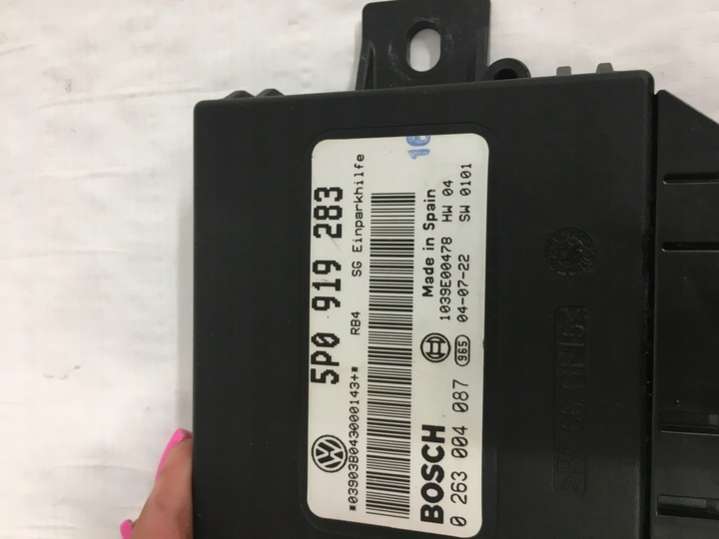 5P0 919 283
RB4 SG Einparkhilfe
*03903B043000143+*
Made in Spain
1039E00478 HW 04
965 04-07-22 SW 0101
BOSCH
0 263 004 087